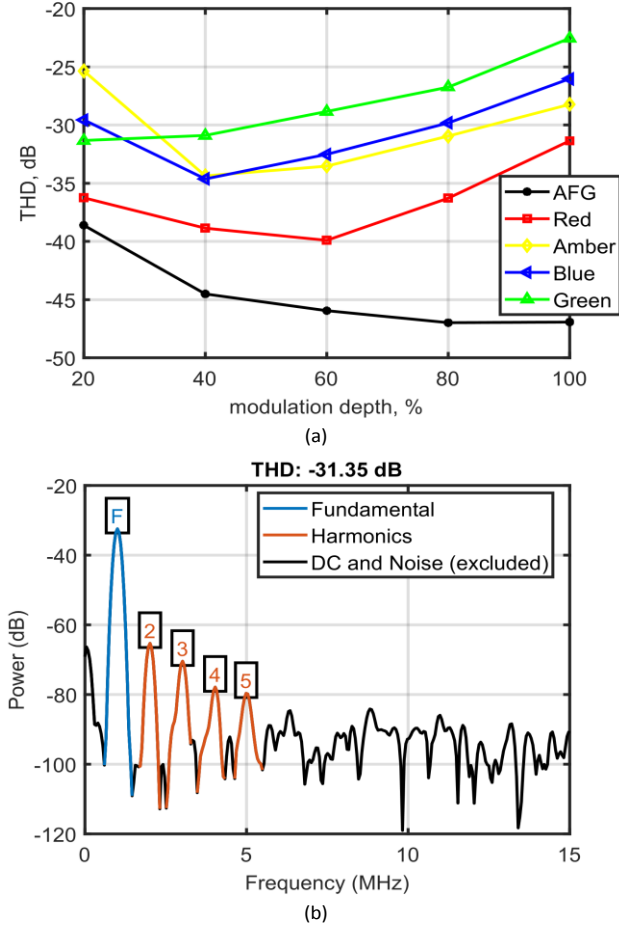 -20
-25
-30
-35
-40
-45
-50
THD, dB
20 40 60 80 100
modulation depth, %
AFG
Red
Amber
Blue
Green
(a)
THD: -31.35 dB
-20
-40
-60
-80
-100
-120
Power (dB)
F
2
3
4
5
Fundamental
Harmonics
DC and Noise (excluded)
0 5 10 15
Frequency (MHz)
(b)